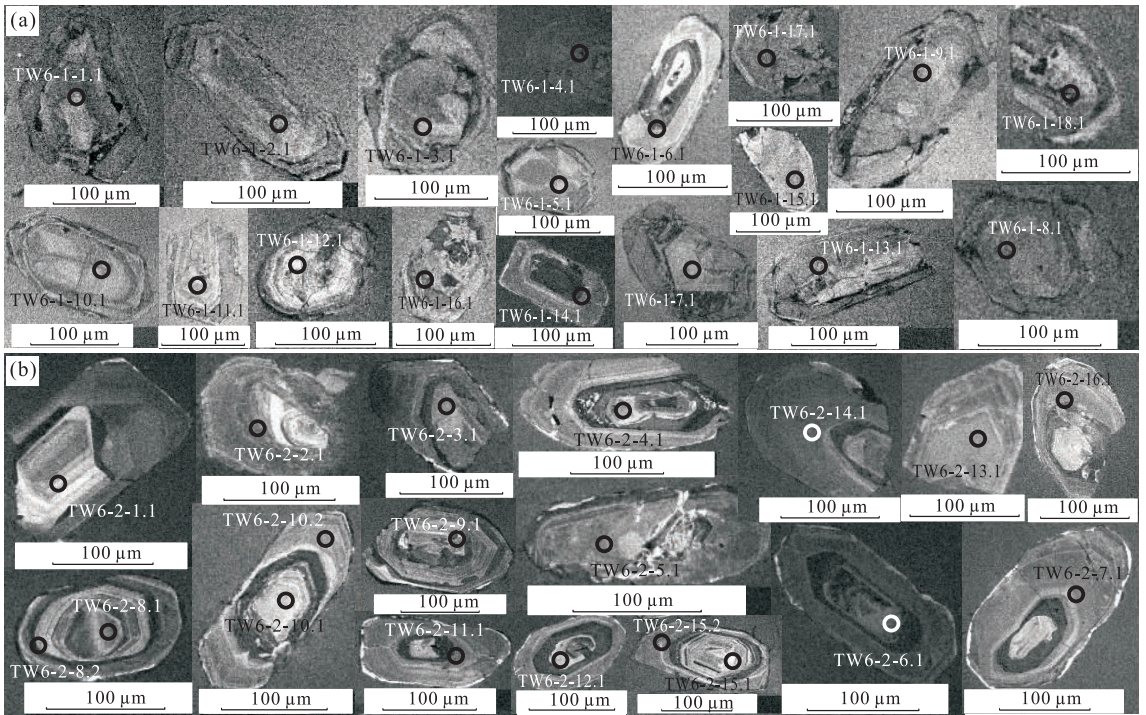 (a)
TW6-1-1.1
100 µm
TW6-1-2.1
100 µm
TW6-1-3.1
100 µm
TW6-1-4.1
100 µm
TW6-1-5.1
100 µm
TW6-1-6.1
100 µm
TW6-1-17.1
100 µm
TW6-1-15.1
100 µm
TW6-1-9.1
100 µm
TW6-1-18.1
100 µm
TW6-1-10.1
100 µm
TW6-1-11.1
100 µm
TW6-1-12.1
100 µm
TW6-1-16.1
100 µm
TW6-1-14.1
100 µm
TW6-1-7.1
100 µm
TW6-1-13.1
100 µm
TW6-1-8.1
100 µm
(b)
TW6-2-1.1
100 µm
TW6-2-2.1
100 µm
TW6-2-3.1
100 µm
TW6-2-4.1
100 µm
TW6-2-14.1
100 µm
TW6-2-13.1
100 µm
TW6-2-16.1
100 µm
TW6-2-8.1
TW6-2-8.2
100 µm
TW6-2-10.2
TW6-2-10.1
100 µm
TW6-2-9.1
100 µm
TW6-2-11.1
100 µm
TW6-2-5.1
100 µm
TW6-2-12.1
100 µm
TW6-2-15.2
TW6-2-15.1
100 µm
TW6-2-6.1
100 µm
TW6-2-7.1
100 µm